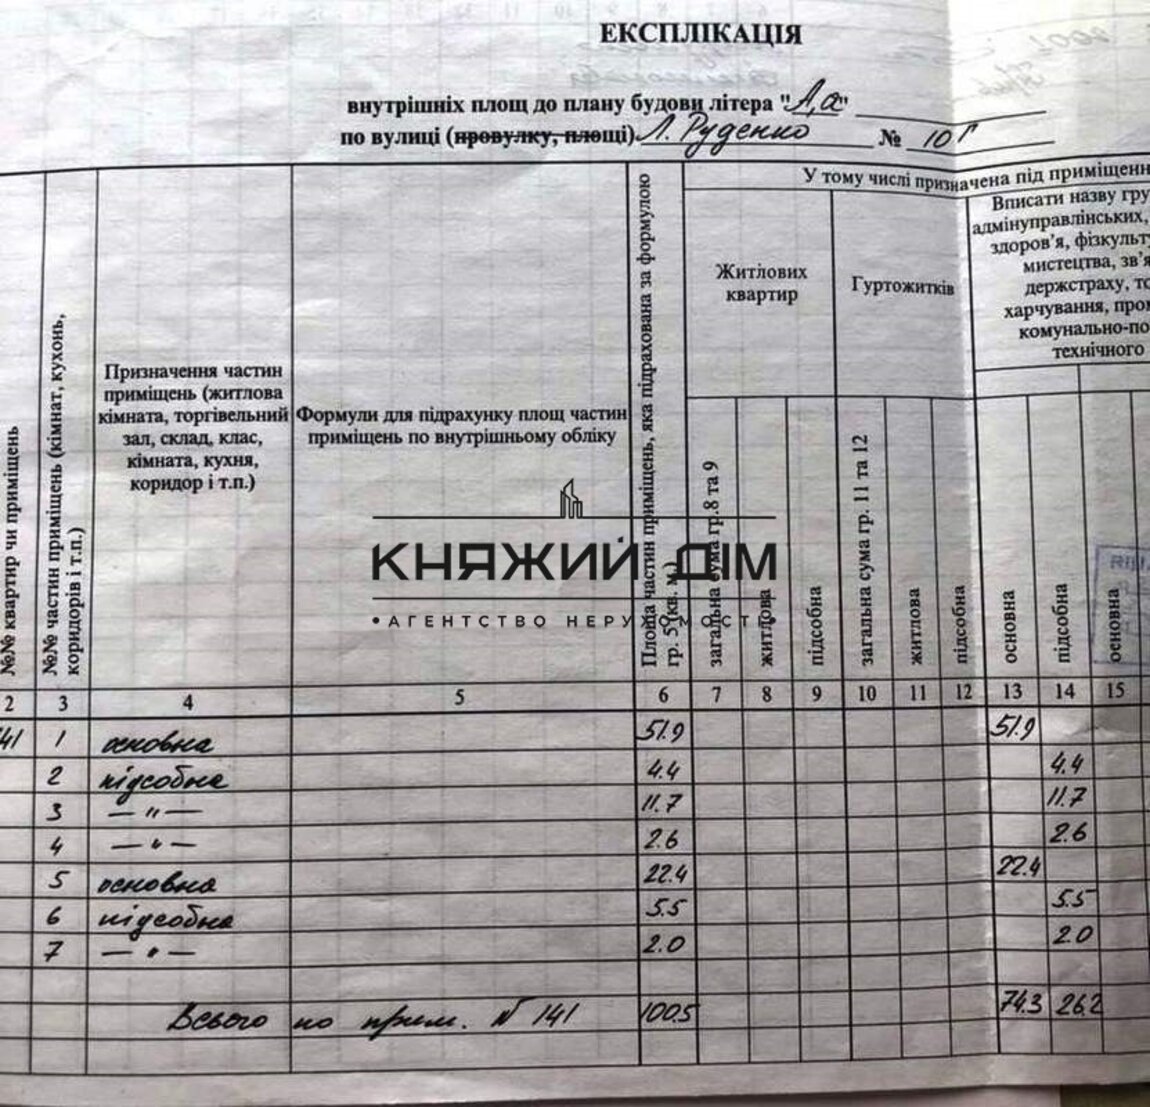 ЕКСПЛІКАЦІЯ
внутрішніх площ до плану будови літера "А,а"
по вулиці (провулку, площі) Л. Руденко № 10Г
№№ квартир чи приміщень
№№ частин приміщень (кімнат, кухонь,
коридорів і т.п.)
Призначення частин
приміщень (житлова
кімната, торгівельний
зал, склад, клас,
кімната, кухня,
коридор і т.п.)
Формули для підрахунку площ частин
приміщень по внутрішньому обліку
Площа частин приміщень, яка підрахована за формулою
гр. 5 (кв. м.)
У тому числі призначена під приміщенн
Житлових
квартир
Гуртожитків
Вписати назву гру
адмінуправлінських,
здоров'я, фізкульту
мистецтва, зв'я
держстраху, то
харчування, пром
комунально-по
технічного
загальна сума гр.8 та 9
житлова
підсобна
загальна сума гр. 11 та 12
житлова
підсобна
основна
підсобна
основна
КНЯЖИЙ ДІМ
•АГЕНТСТВО НЕРУХОМОСТІ•
2 3 4 5 6 7 8 9 10 11 12 13 14 15
141 1 основна 51.9 51.9
2 підсобна 4.4 4.4
3 — " — 11.7 11.7
4 — " — 2.6 2.6
5 основна 22.4 22.4
6 підсобна 5.5 5.5
7 — " — 2.0 2.0
Всього по прим. N 141 100.5 74.3 26.2